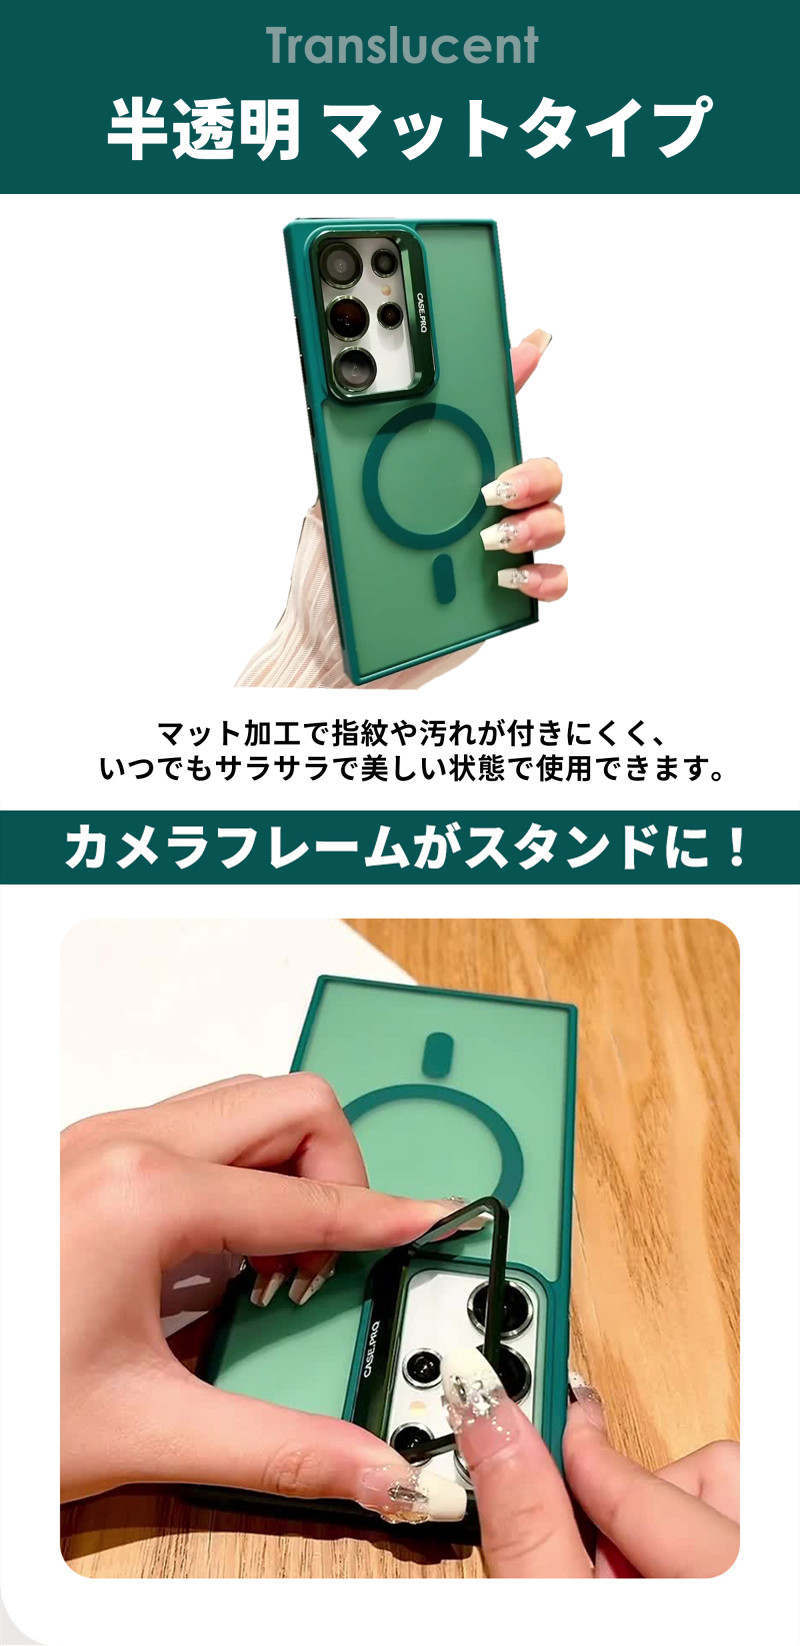 Translucent
半透明 マットタイプ
CASE.PRO
マット加工で指紋や汚れが付きにくく、
いつでもサラサラで美しい状態で使用できます。
カメラフレームがスタンドに！
CASE.PRO